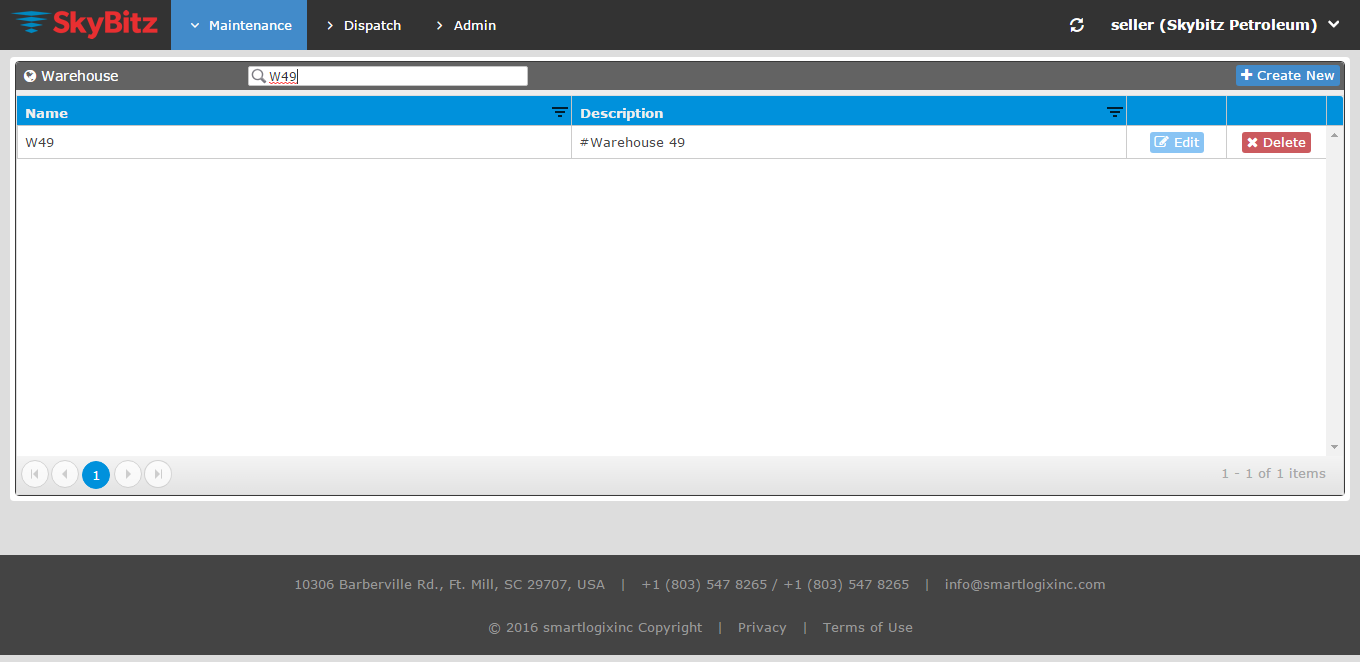 SkyBitz Maintenance Dispatch Admin seller (Skybitz Petroleum)
Warehouse W49 Create New
Name Description
W49 #Warehouse 49 Edit Delete
1 1 - 1 of 1 items
10306 Barberville Rd., Ft. Mill, SC 29707, USA | +1 (803) 547 8265 / +1 (803) 547 8265 | info@smartlogixinc.com
© 2016 smartlogixinc Copyright | Privacy | Terms of Use